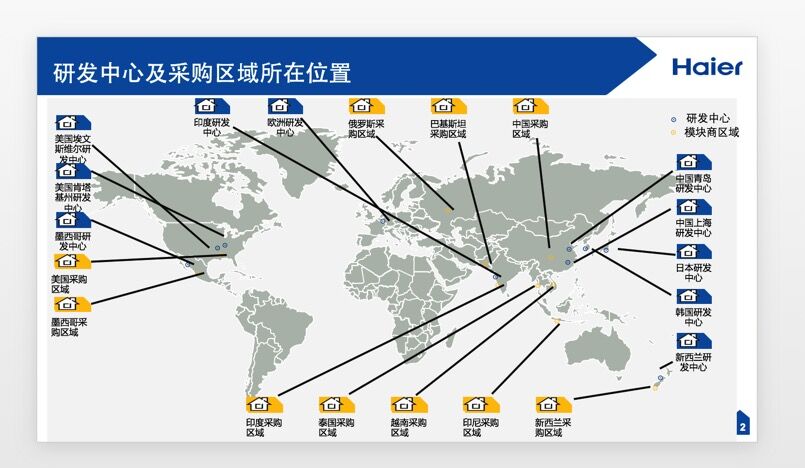 研发中心及采购区域所在位置
Haier
印度研发
中心
欧洲研发
中心
俄罗斯采
购区域
巴基斯坦
采购区域
中国采购
区域
研发中心
模块商区域
美国埃文
斯维尔研
发中心
美国肯塔
基州研发
中心
墨西哥研
发中心
美国采购
区域
墨西哥采
购区域
中国青岛
研发中心
中国上海
研发中心
日本研发
中心
韩国研发
中心
新西兰研
发中心
印度采购
区域
泰国采购
区域
越南采购
区域
印尼采购
区域
新西兰采
购区域
2